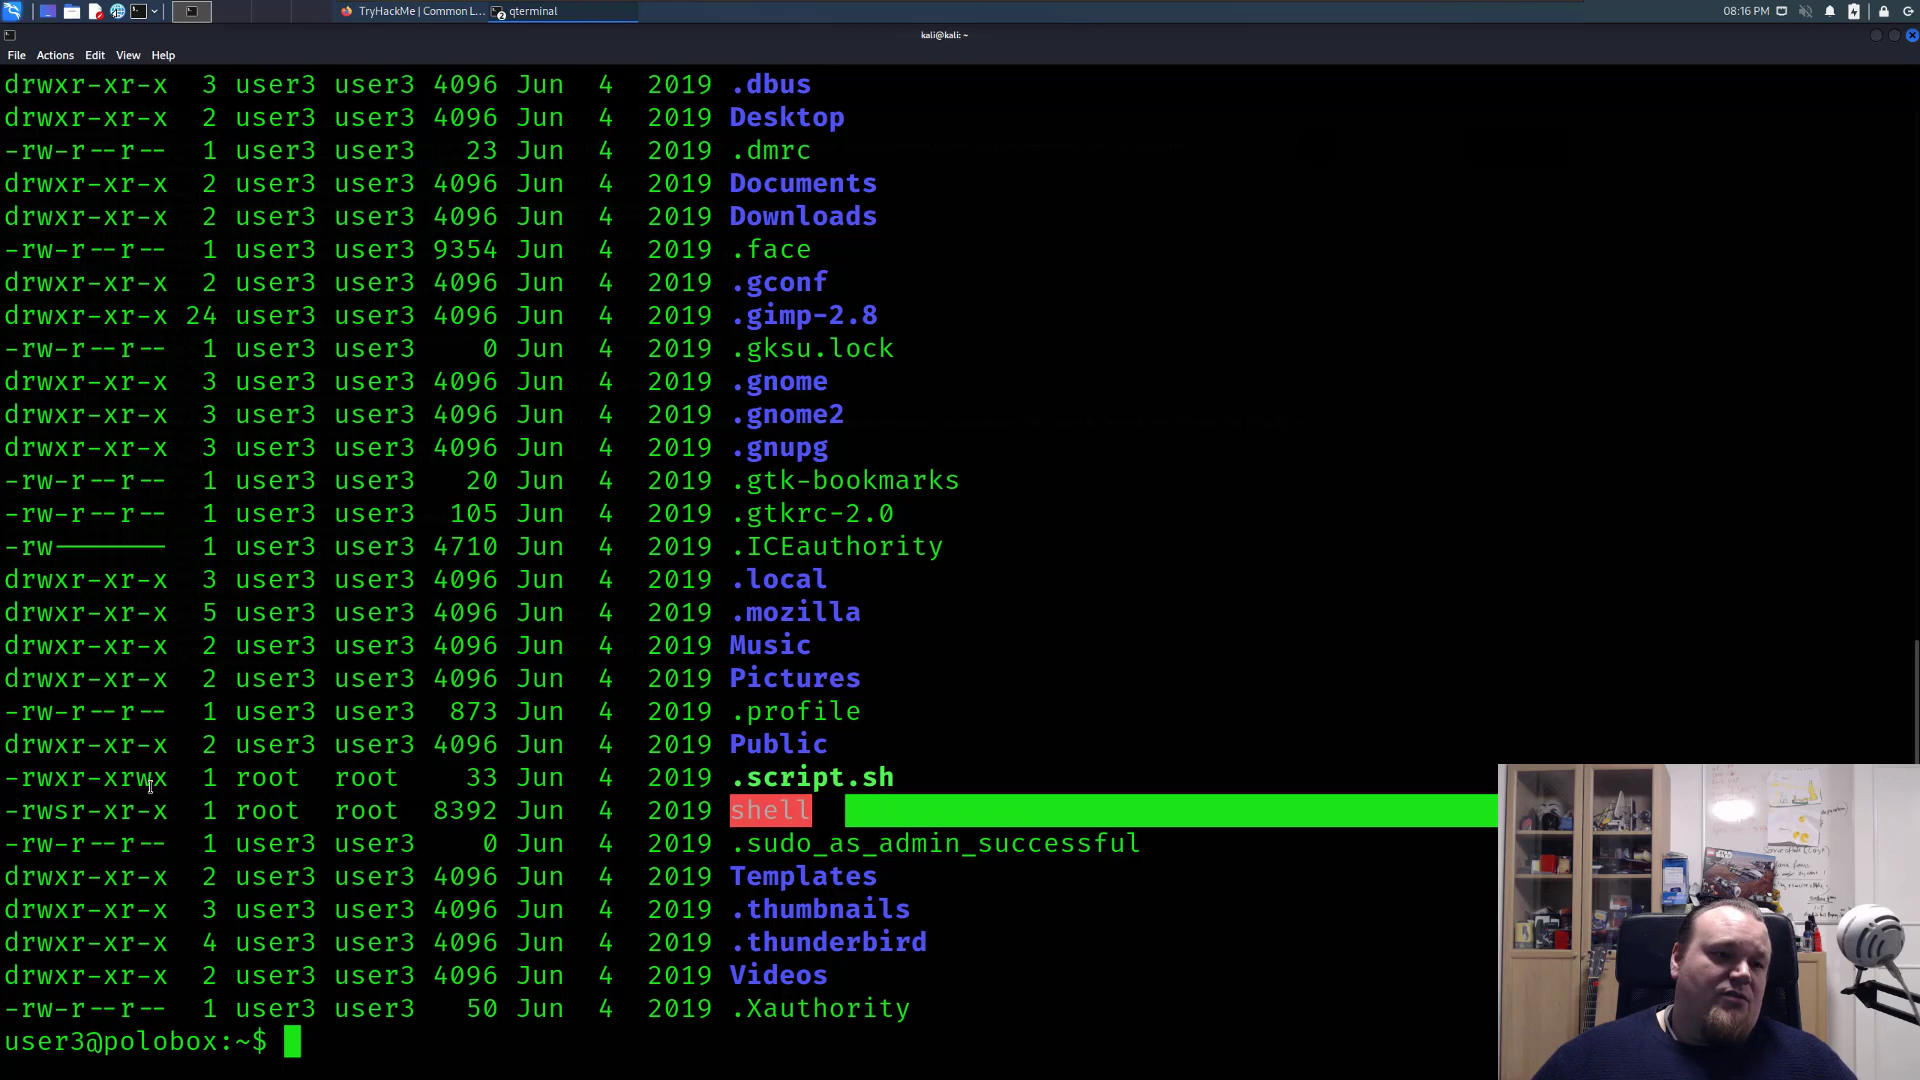 TryHackMe | Common L...
qterminal
08:16 PM
kali@kali: ~
File Actions Edit View Help
drwxr-xr-x 3 user3 user3 4096 Jun 4 2019 .dbus
drwxr-xr-x 2 user3 user3 4096 Jun 4 2019 Desktop
-rw-r--r-- 1 user3 user3 23 Jun 4 2019 .dmrc
drwxr-xr-x 2 user3 user3 4096 Jun 4 2019 Documents
drwxr-xr-x 2 user3 user3 4096 Jun 4 2019 Downloads
-rw-r--r-- 1 user3 user3 9354 Jun 4 2019 .face
drwxr-xr-x 2 user3 user3 4096 Jun 4 2019 .gconf
drwxr-xr-x 24 user3 user3 4096 Jun 4 2019 .gimp-2.8
-rw-r--r-- 1 user3 user3 0 Jun 4 2019 .gksu.lock
drwxr-xr-x 3 user3 user3 4096 Jun 4 2019 .gnome
drwxr-xr-x 3 user3 user3 4096 Jun 4 2019 .gnome2
drwxr-xr-x 3 user3 user3 4096 Jun 4 2019 .gnupg
-rw-r--r-- 1 user3 user3 20 Jun 4 2019 .gtk-bookmarks
-rw-r--r-- 1 user3 user3 105 Jun 4 2019 .gtkrc-2.0
-rw------- 1 user3 user3 4710 Jun 4 2019 .ICEauthority
drwxr-xr-x 3 user3 user3 4096 Jun 4 2019 .local
drwxr-xr-x 5 user3 user3 4096 Jun 4 2019 .mozilla
drwxr-xr-x 2 user3 user3 4096 Jun 4 2019 Music
drwxr-xr-x 2 user3 user3 4096 Jun 4 2019 Pictures
-rw-r--r-- 1 user3 user3 873 Jun 4 2019 .profile
drwxr-xr-x 2 user3 user3 4096 Jun 4 2019 Public
-rwxr-xrwx 1 root root 33 Jun 4 2019 .script.sh
-rwsr-xr-x 1 root root 8392 Jun 4 2019 shell
-rw-r--r-- 1 user3 user3 0 Jun 4 2019 .sudo_as_admin_successful
drwxr-xr-x 2 user3 user3 4096 Jun 4 2019 Templates
drwxr-xr-x 3 user3 user3 4096 Jun 4 2019 .thumbnails
drwxr-xr-x 4 user3 user3 4096 Jun 4 2019 .thunderbird
drwxr-xr-x 2 user3 user3 4096 Jun 4 2019 Videos
-rw-r--r-- 1 user3 user3 50 Jun 4 2019 .Xauthority
user3@polobox:~$